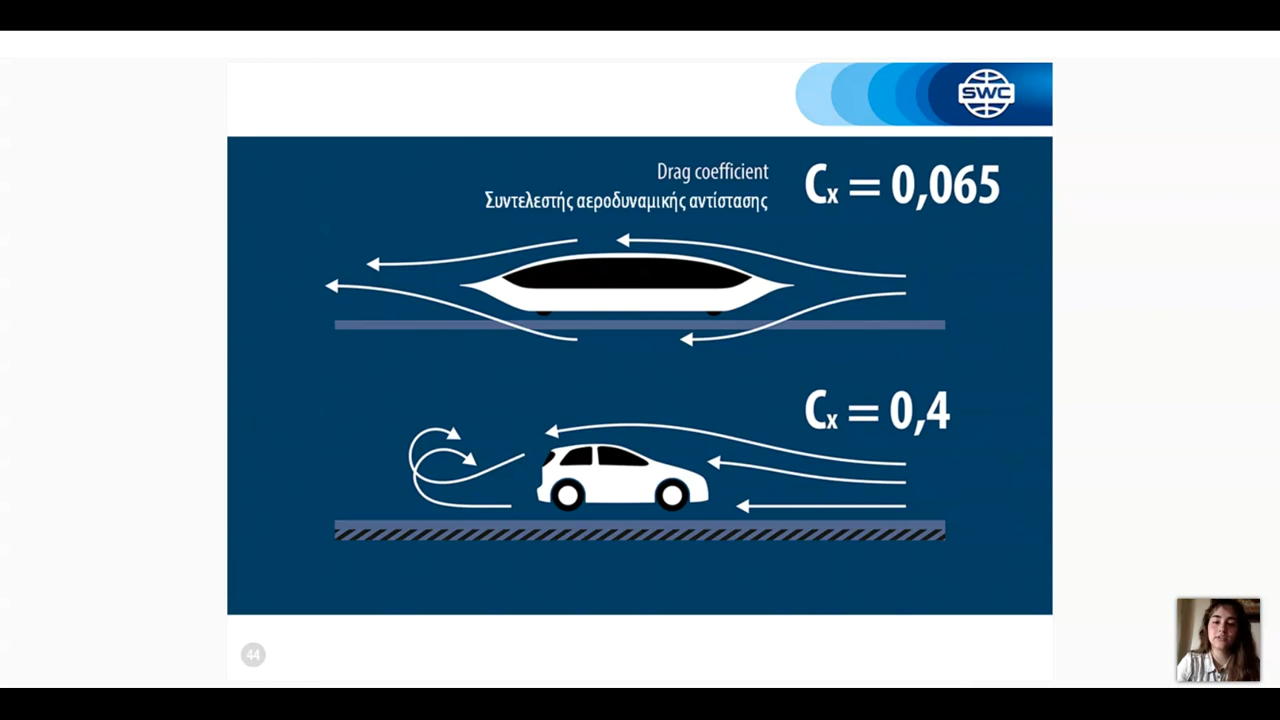 SWC
Drag coefficient
Συντελεστής αεροδυναμικής αντίστασης
Cx = 0,065
Cx = 0,4
44